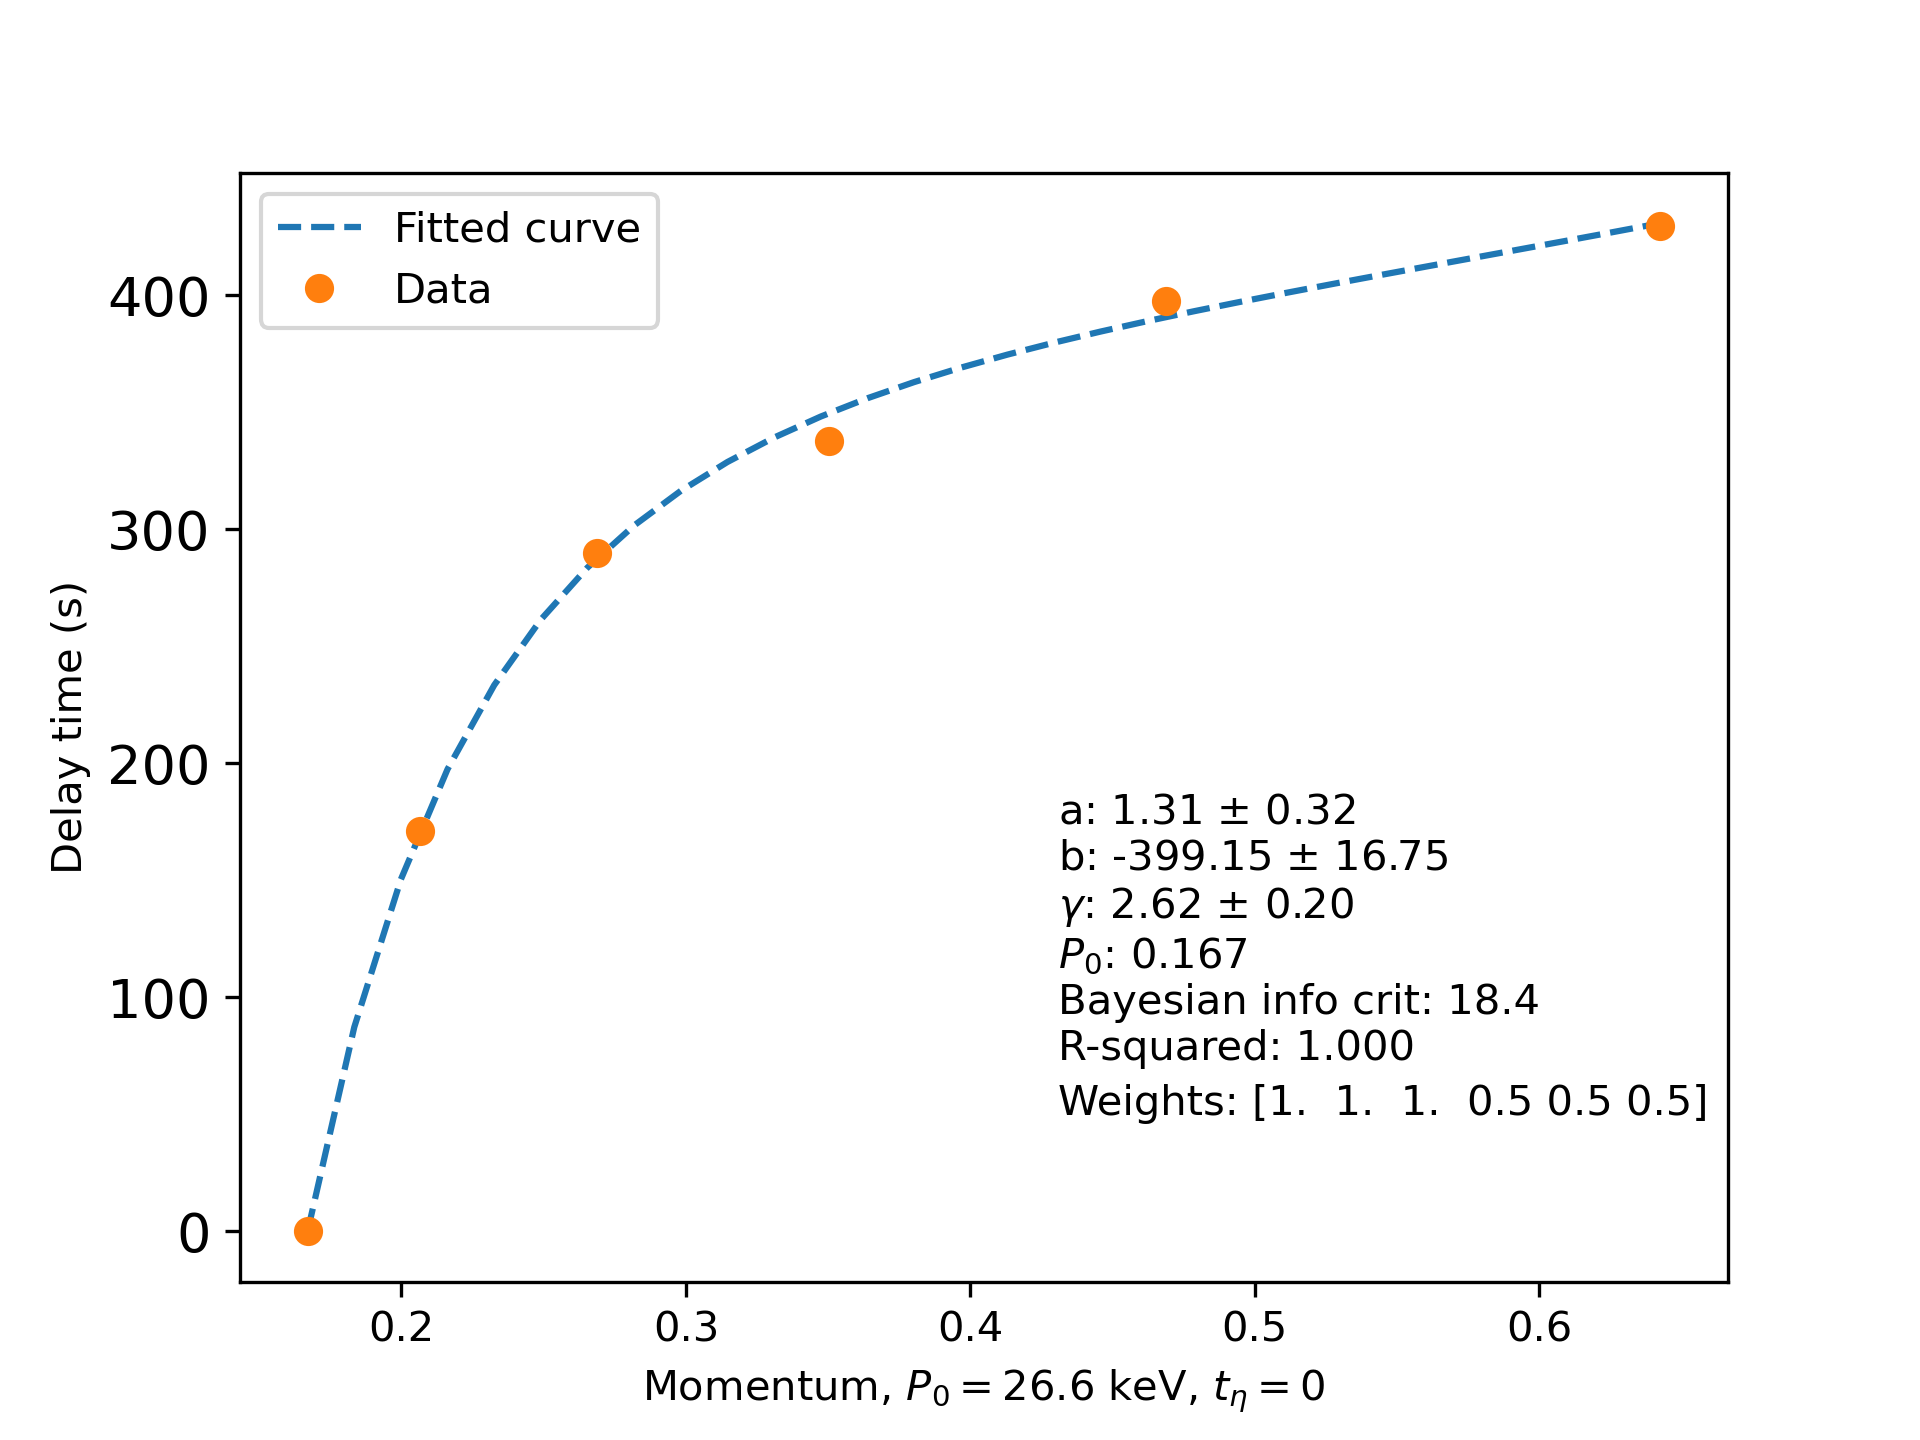 Fitted curve
Data
400
300
200
100
0
Delay time (s)
a: 1.31 ± 0.32
b: -399.15 ± 16.75
γ: 2.62 ± 0.20
P₀: 0.167
Bayesian info crit: 18.4
R-squared: 1.000
Weights: [1.  1.  1.  0.5 0.5 0.5]
0.2 0.3 0.4 0.5 0.6
Momentum, P₀ = 26.6 keV, tη = 0